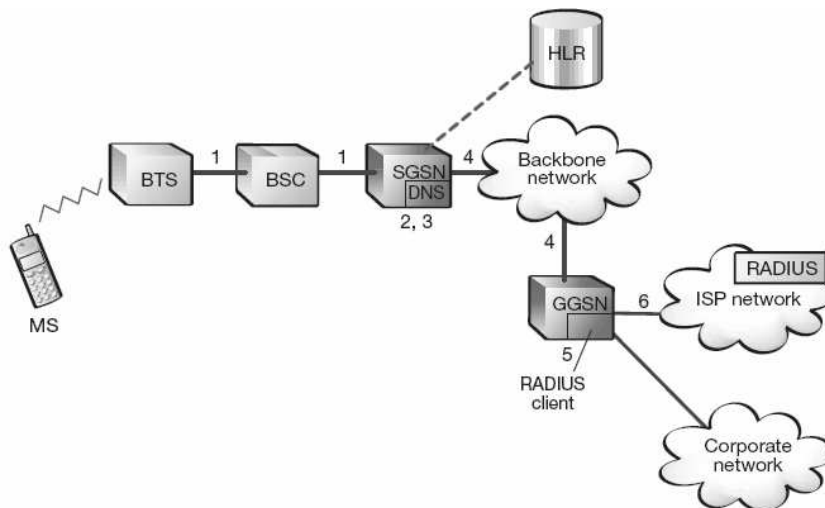 HLR
BTS
1
BSC
1
SGSN
DNS
2, 3
4
Backbone
network
4
MS
GGSN
5
RADIUS
client
6
RADIUS
ISP network
Corporate
network